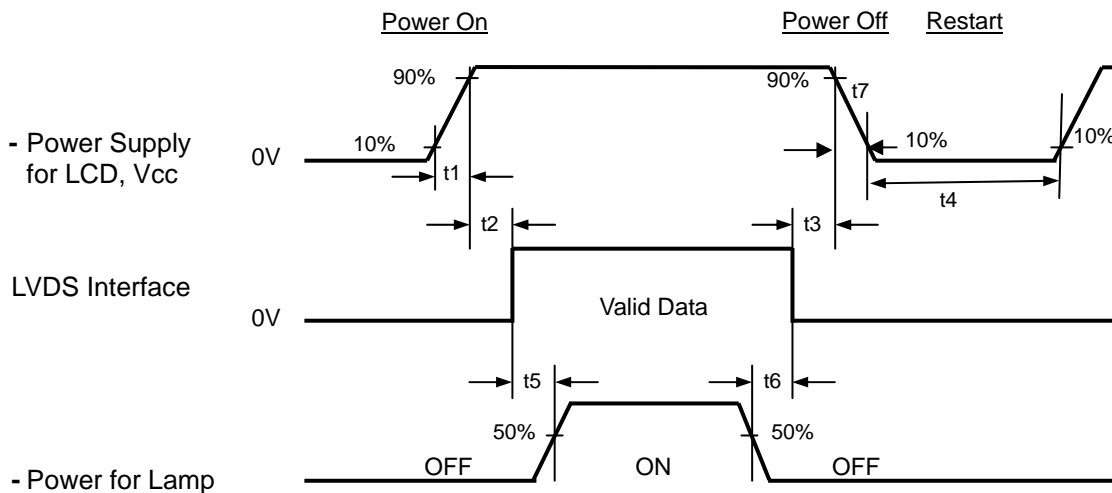 Power On
Power Off
Restart
90%
90%
t7
- Power Supply
for LCD, Vcc
0V
10%
10%
10%
t1
t4
t2
t3
LVDS Interface
0V
Valid Data
t5
t6
50%
50%
- Power for Lamp
OFF
ON
OFF